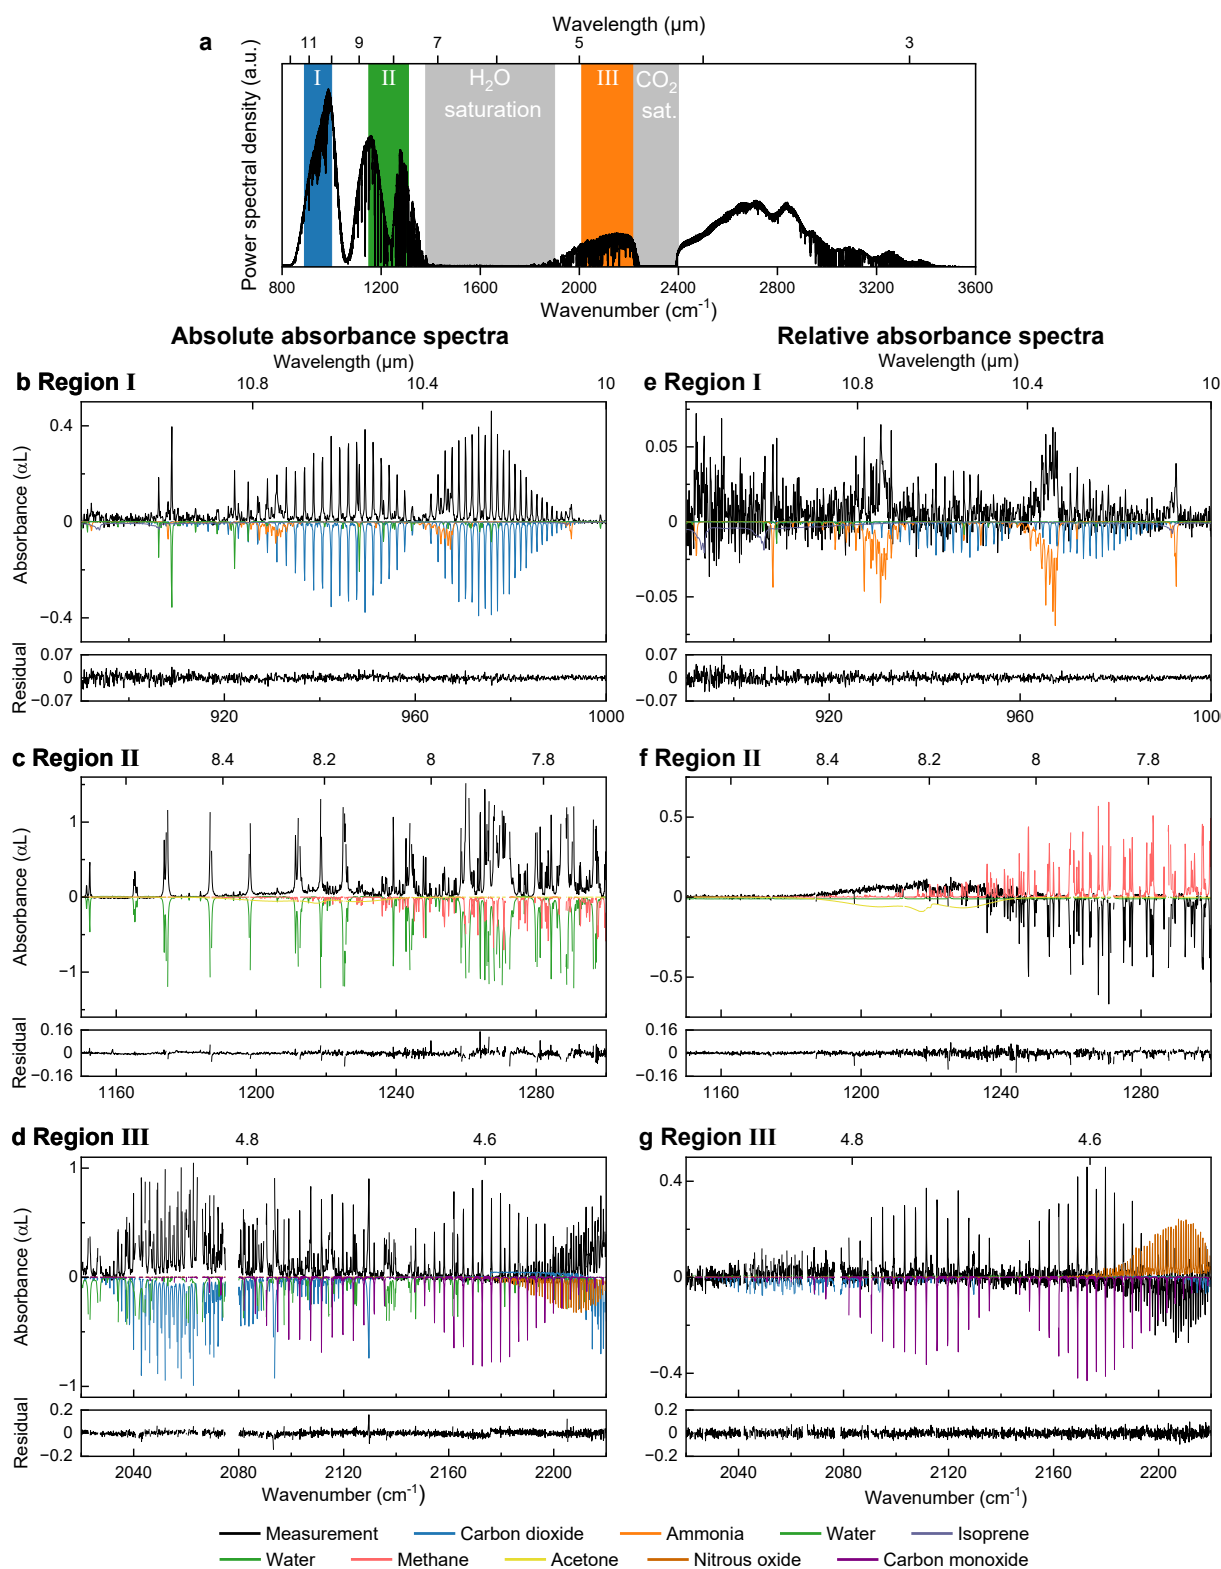 Wavelength (μm)
a
11 9 7 5 3
Power spectral density (a.u.)
I II H2O saturation III CO2 sat.
800 1200 1600 2000 2400 2800 3200 3600
Wavenumber (cm-1)
Absolute absorbance spectra
Relative absorbance spectra
Wavelength (μm)
Wavelength (μm)
b Region I
10.8 10.4 10
e Region I
10.8 10.4 10
Absorbance (αL)
0.4
0
−0.4
0.05
0
−0.05
Residual
0.07
0
−0.07
0.07
0
−0.07
920 960 1000
920 960 100
c Region II
8.4 8.2 8 7.8
f Region II
8.4 8.2 8 7.8
Absorbance (αL)
1
0
−1
0.5
0
−0.5
Residual
0.16
0
−0.16
0.16
0
−0.16
1160 1200 1240 1280
1160 1200 1240 1280
d Region III
4.8 4.6
g Region III
4.8 4.6
Absorbance (αL)
1
0
−1
0.4
0
−0.4
Residual
0.2
0
−0.2
0.2
0
−0.2
2040 2080 2120 2160 2200
2040 2080 2120 2160 2200
Wavenumber (cm-1)
Wavenumber (cm-1)
Measurement Carbon dioxide Ammonia Water Isoprene
Water Methane Acetone Nitrous oxide Carbon monoxide